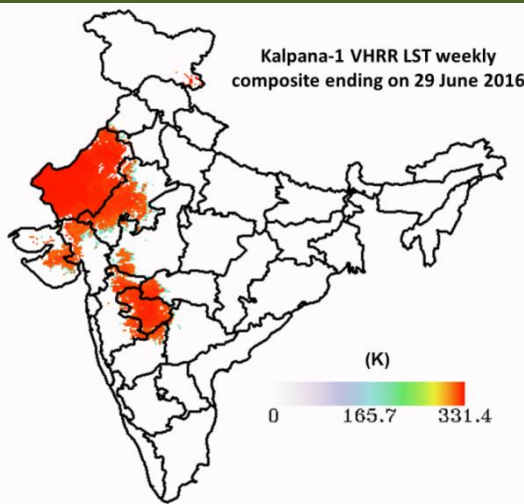 Kalpana-1 VHRR LST weekly
composite ending on 29 June 2016
(K)
0 165.7 331.4